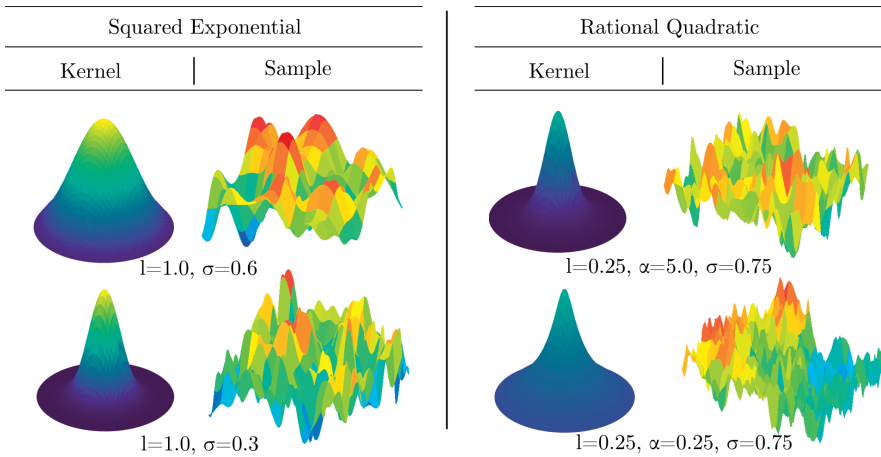 Squared Exponential
Kernel | Sample
l=1.0, σ=0.6
l=1.0, σ=0.3
Rational Quadratic
Kernel | Sample
l=0.25, α=5.0, σ=0.75
l=0.25, α=0.25, σ=0.75